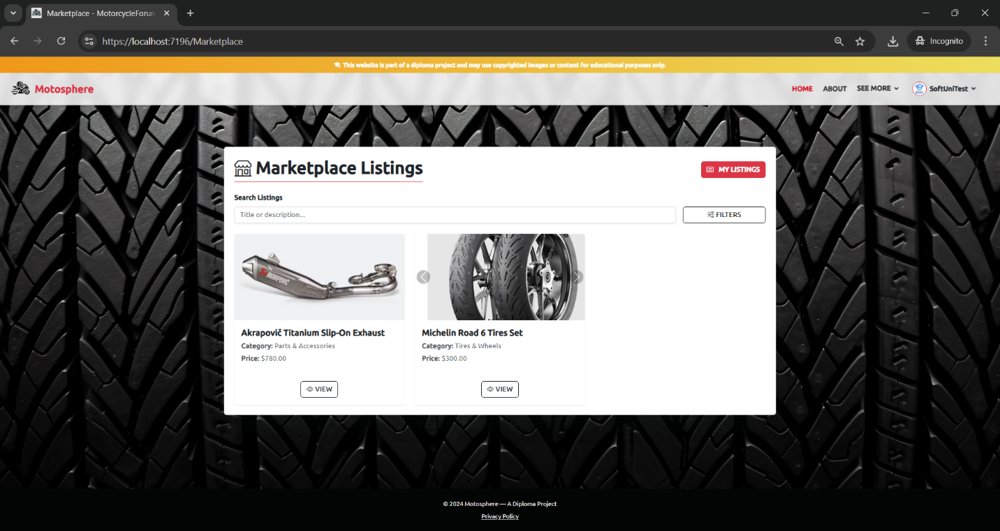 Marketplace - MotorcycleForum
https://localhost:7196/Marketplace
Incognito
This website is part of a diploma project and may use copyrighted images or content for educational purposes only.
Motosphere
HOME
ABOUT
SEE MORE
SoftUniTest
Marketplace Listings
MY LISTINGS
Search Listings
Title or description...
FILTERS
AKRAPOVIČ
Akrapovič Titanium Slip-On Exhaust
Category: Parts & Accessories
Price: $780.00
VIEW
Michelin Road 6 Tires Set
Category: Tires & Wheels
Price: $300.00
VIEW
© 2024 Motosphere — A Diploma Project
Privacy Policy